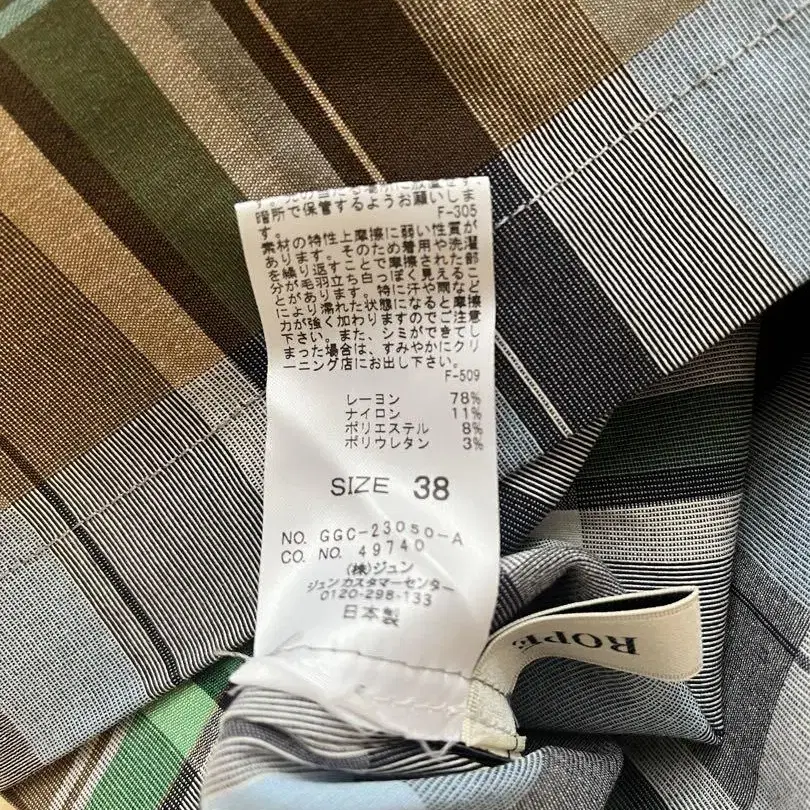 暗所で保管するようお願いしま
す。
F-305
素材の特性上摩擦に弱い性質が
あります。そのため着用や洗濯
を繰り返すことで摩擦された部
分が毛羽立ち白っぽく見えるこ
とがあります。特に汗や雨など
により濡れた状態になると摩擦
力が強く加わりますのでご注意
下さい。また、シミができてし
まった場合は、すみやかにクリ
ーニング店にお出し下さい。
F-509
レーヨン 78%
ナイロン 11%
ポリエステル 8%
ポリウレタン 3%
SIZE 38
NO. GGC-23050-A
CO. NO. 49740
(株)ジュン
ジュンカスタマーセンター
0120-298-133
日本製
ROPÉ